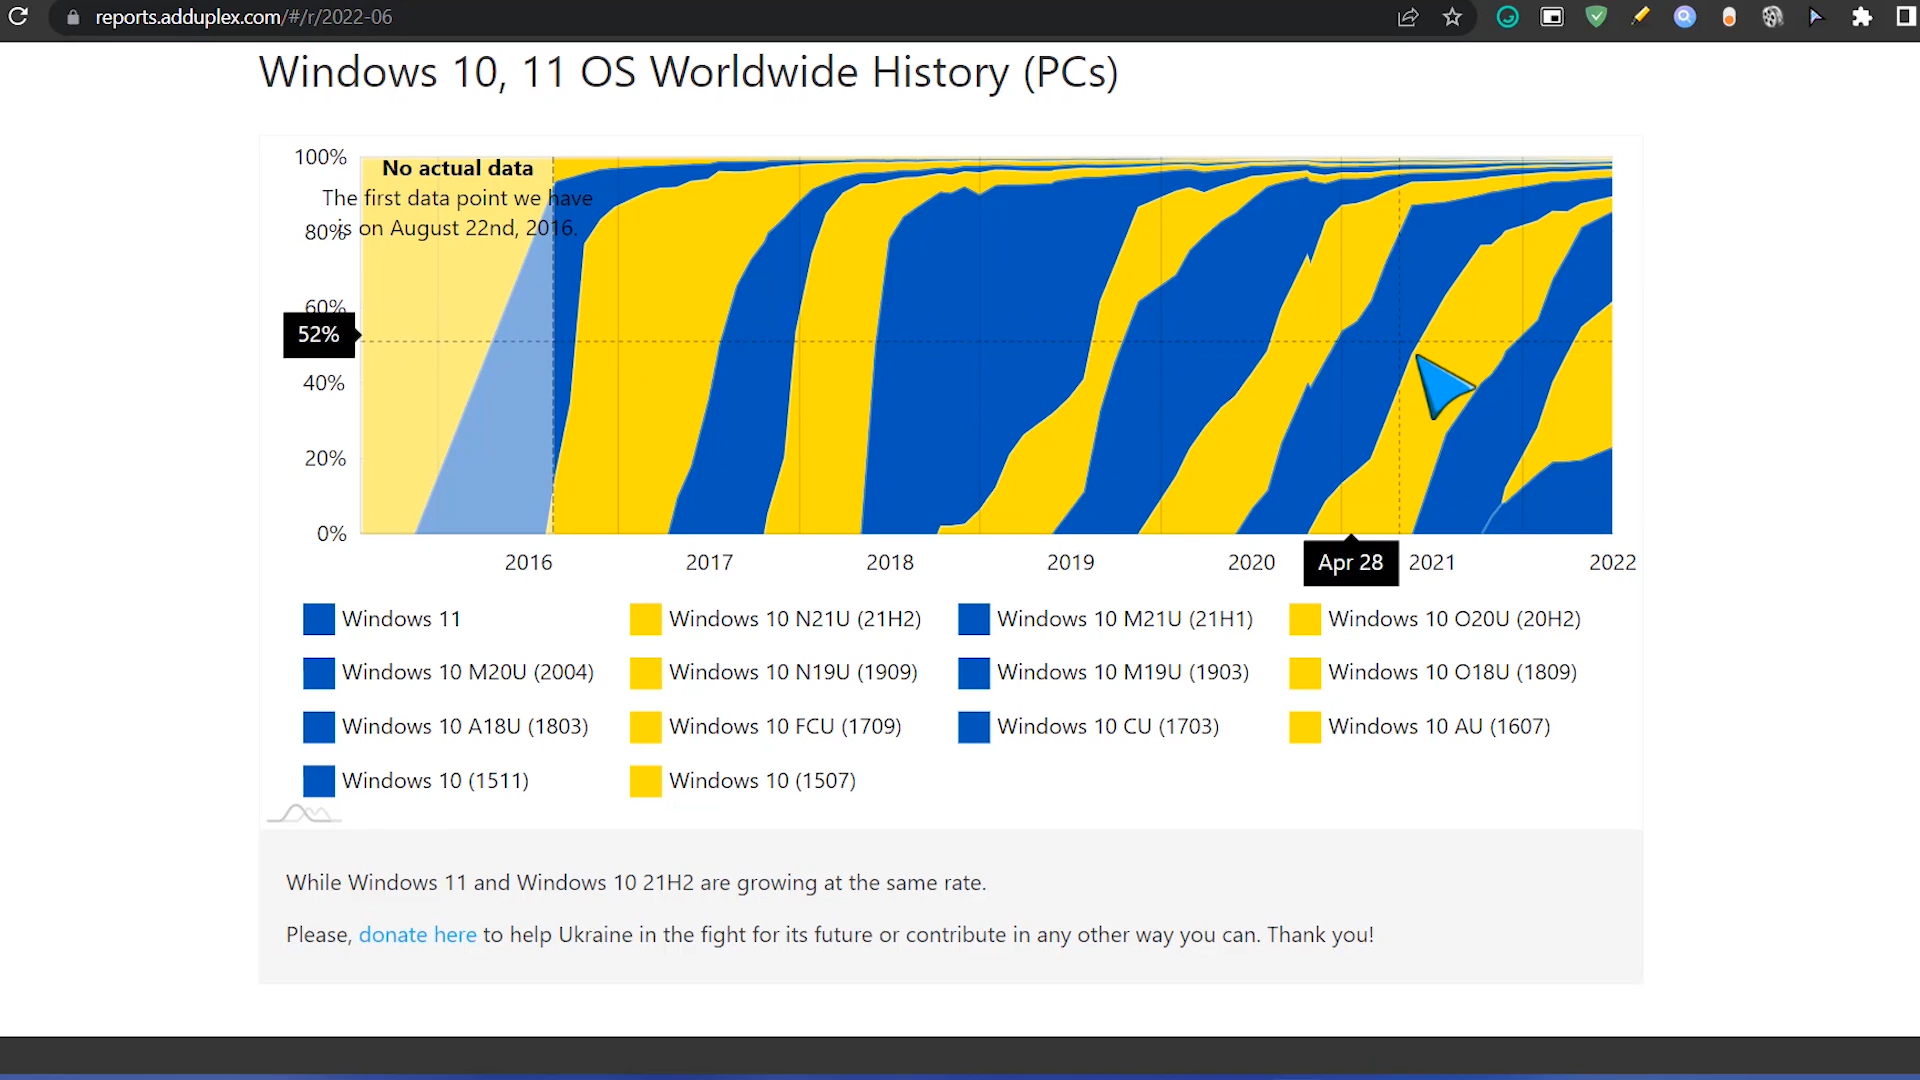 reports.adduplex.com/#/r/2022-06
Windows 10, 11 OS Worldwide History (PCs)
100%
No actual data
The first data point we have
80%
is on August 22nd, 2016.
60%
52%
40%
20%
0%
2016 2017 2018 2019 2020 Apr 28 2021 2022
Windows 11 Windows 10 N21U (21H2) Windows 10 M21U (21H1) Windows 10 O20U (20H2)
Windows 10 M20U (2004) Windows 10 N19U (1909) Windows 10 M19U (1903) Windows 10 O18U (1809)
Windows 10 A18U (1803) Windows 10 FCU (1709) Windows 10 CU (1703) Windows 10 AU (1607)
Windows 10 (1511) Windows 10 (1507)
While Windows 11 and Windows 10 21H2 are growing at the same rate.
Please, donate here to help Ukraine in the fight for its future or contribute in any other way you can. Thank you!